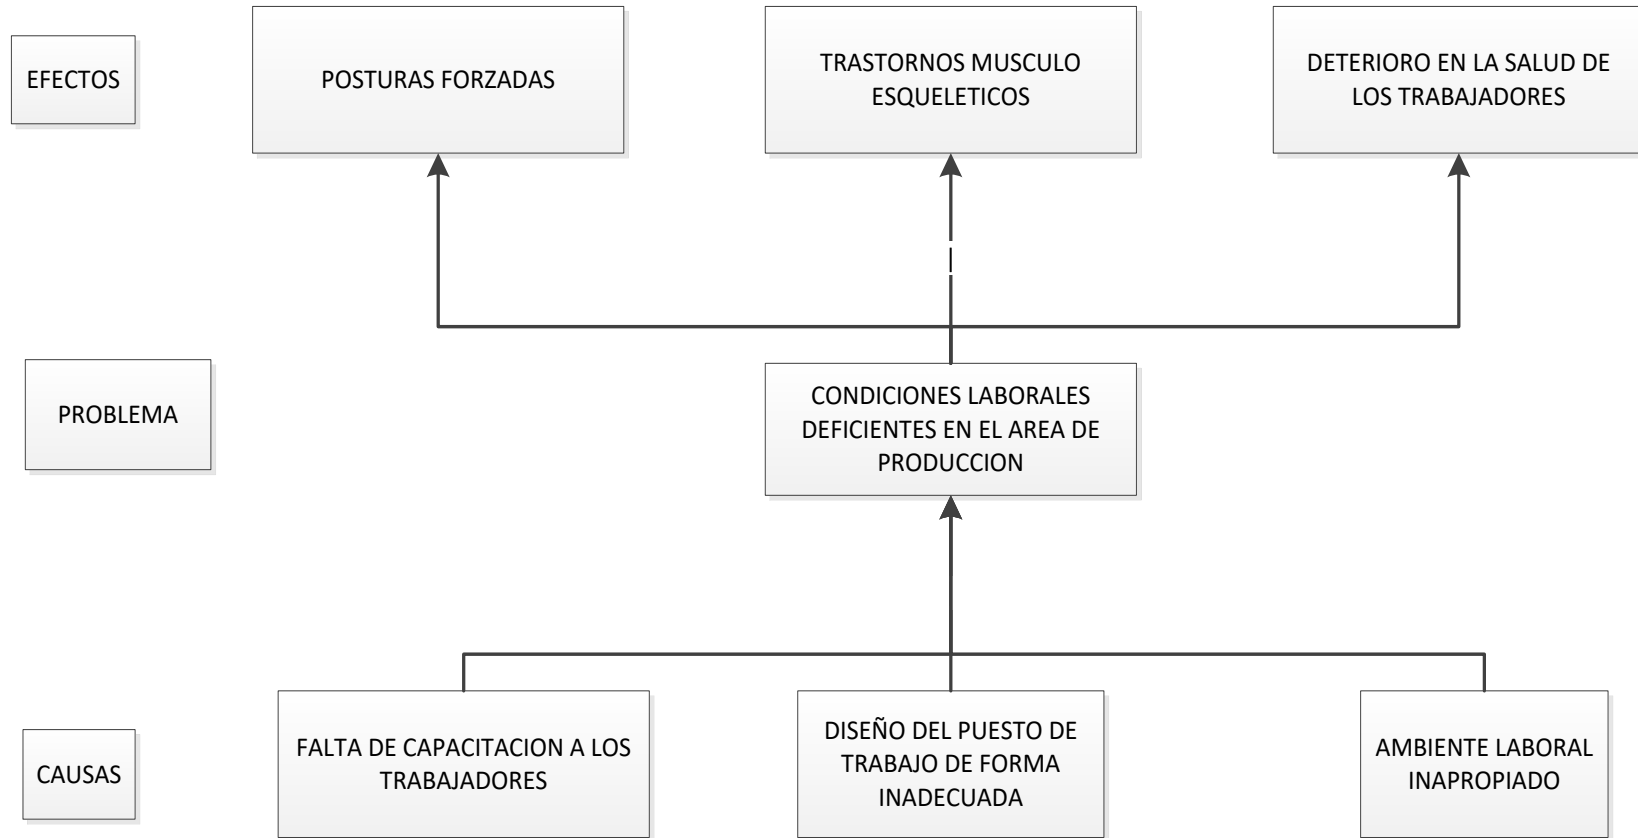 EFECTOS
POSTURAS FORZADAS
TRASTORNOS MUSCULO
ESQUELETICOS
DETERIORO EN LA SALUD DE
LOS TRABAJADORES
PROBLEMA
CONDICIONES LABORALES
DEFICIENTES EN EL AREA DE
PRODUCCION
CAUSAS
FALTA DE CAPACITACION A LOS
TRABAJADORES
DISEÑO DEL PUESTO DE
TRABAJO DE FORMA
INADECUADA
AMBIENTE LABORAL
INAPROPIADO